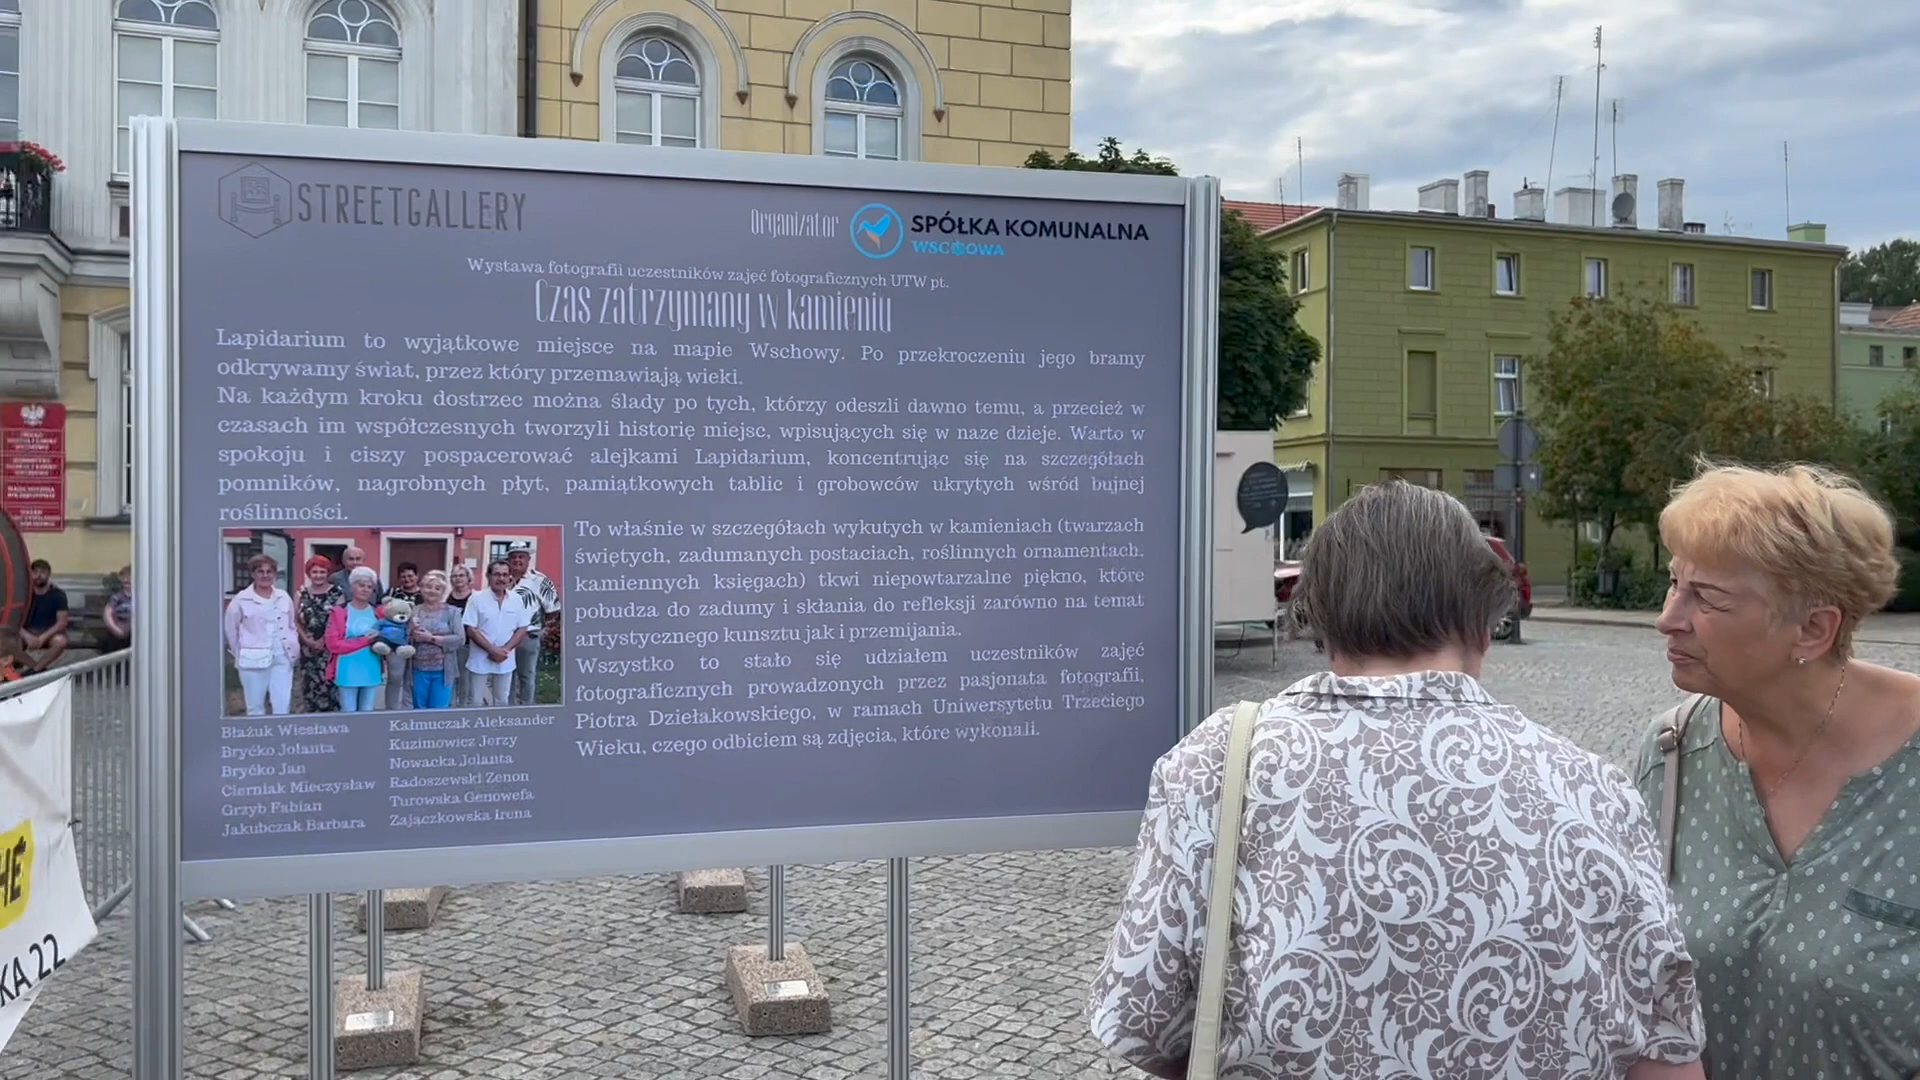 STREETGALLERY
Organizator
SPÓŁKA KOMUNALNA
WSCHOWA
Wystawa fotografii uczestników zajęć fotograficznych UTW pt.
Czas zatrzymany w kamieniu
Lapidarium to wyjątkowe miejsce na mapie Wschowy. Po przekroczeniu jego bramy
odkrywamy świat, przez który przemawiają wieki.
Na każdym kroku dostrzec można ślady po tych, którzy odeszli dawno temu, a przecież w
czasach im współczesnych tworzyli historię miejsc, wpisujących się w naze dzieje. Warto w
spokoju i ciszy pospacerować alejkami Lapidarium, koncentrując się na szczegółach
pomników, nagrobnych płyt, pamiątkowych tablic i grobowców ukrytych wśród bujnej
roślinności.
To właśnie w szczegółach wykutych w kamieniach (twarzach
świętych, zadumanych postaciach, roślinnych ornamentach,
kamiennych księgach) tkwi niepowtarzalne piękno, które
pobudza do zadumy i skłania do refleksji zarówno na temat
artystycznego kunsztu jak i przemijania.
Wszystko to stało się udziałem uczestników zajęć
fotograficznych prowadzonych przez pasjonata fotografii,
Piotra Dziełakowskiego, w ramach Uniwersytetu Trzeciego
Wieku, czego odbiciem są zdjęcia, które wykonali.
Błażuk Wiesława
Bryćko Jolanta
Bryćko Jan
Cierniak Mieczysław
Grzyb Fabian
Jakubczak Barbara
Kałmuczak Aleksander
Kuzimowicz Jerzy
Nowacka Jolanta
Radoszewski Zenon
Turowska Genowefa
Zajączkowska Irena
HE
KA 22